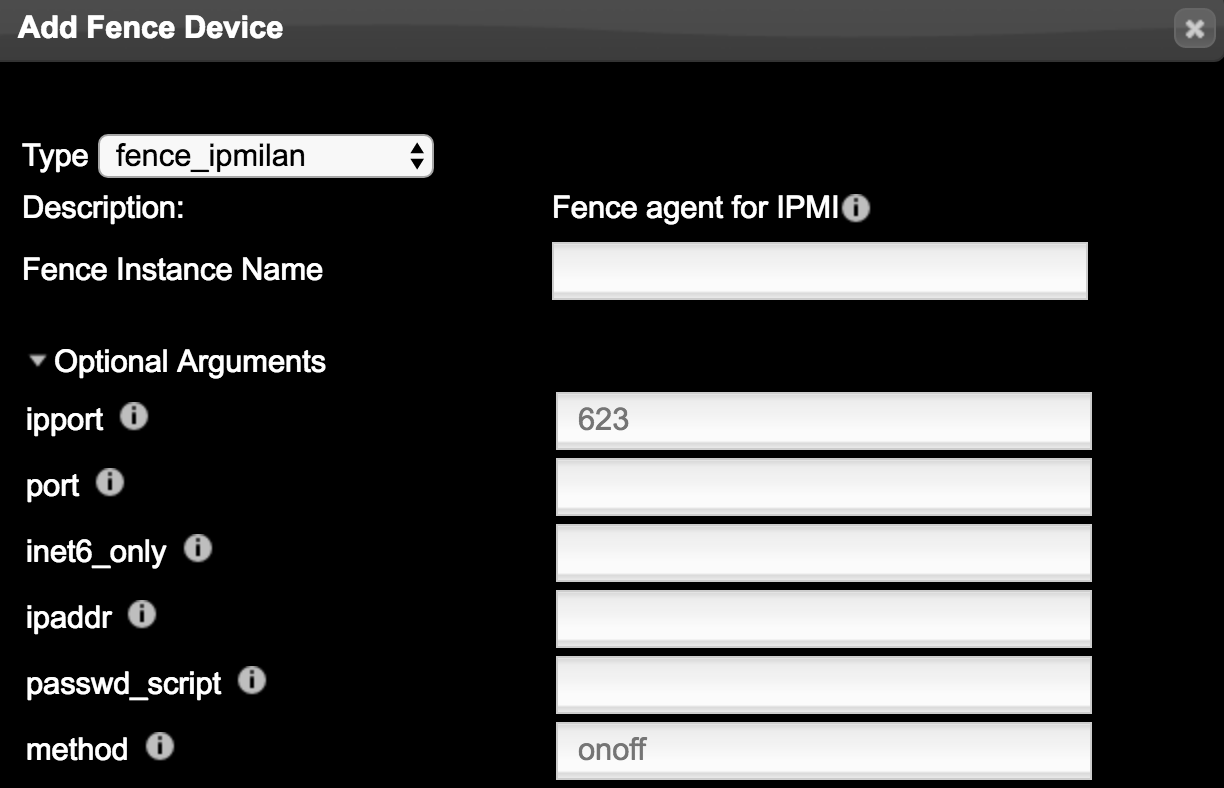 Add Fence Device
Type fence_ipmilan
Description: Fence agent for IPMI
Fence Instance Name
Optional Arguments
ipport 623
port
inet6_only
ipaddr
passwd_script
method onoff